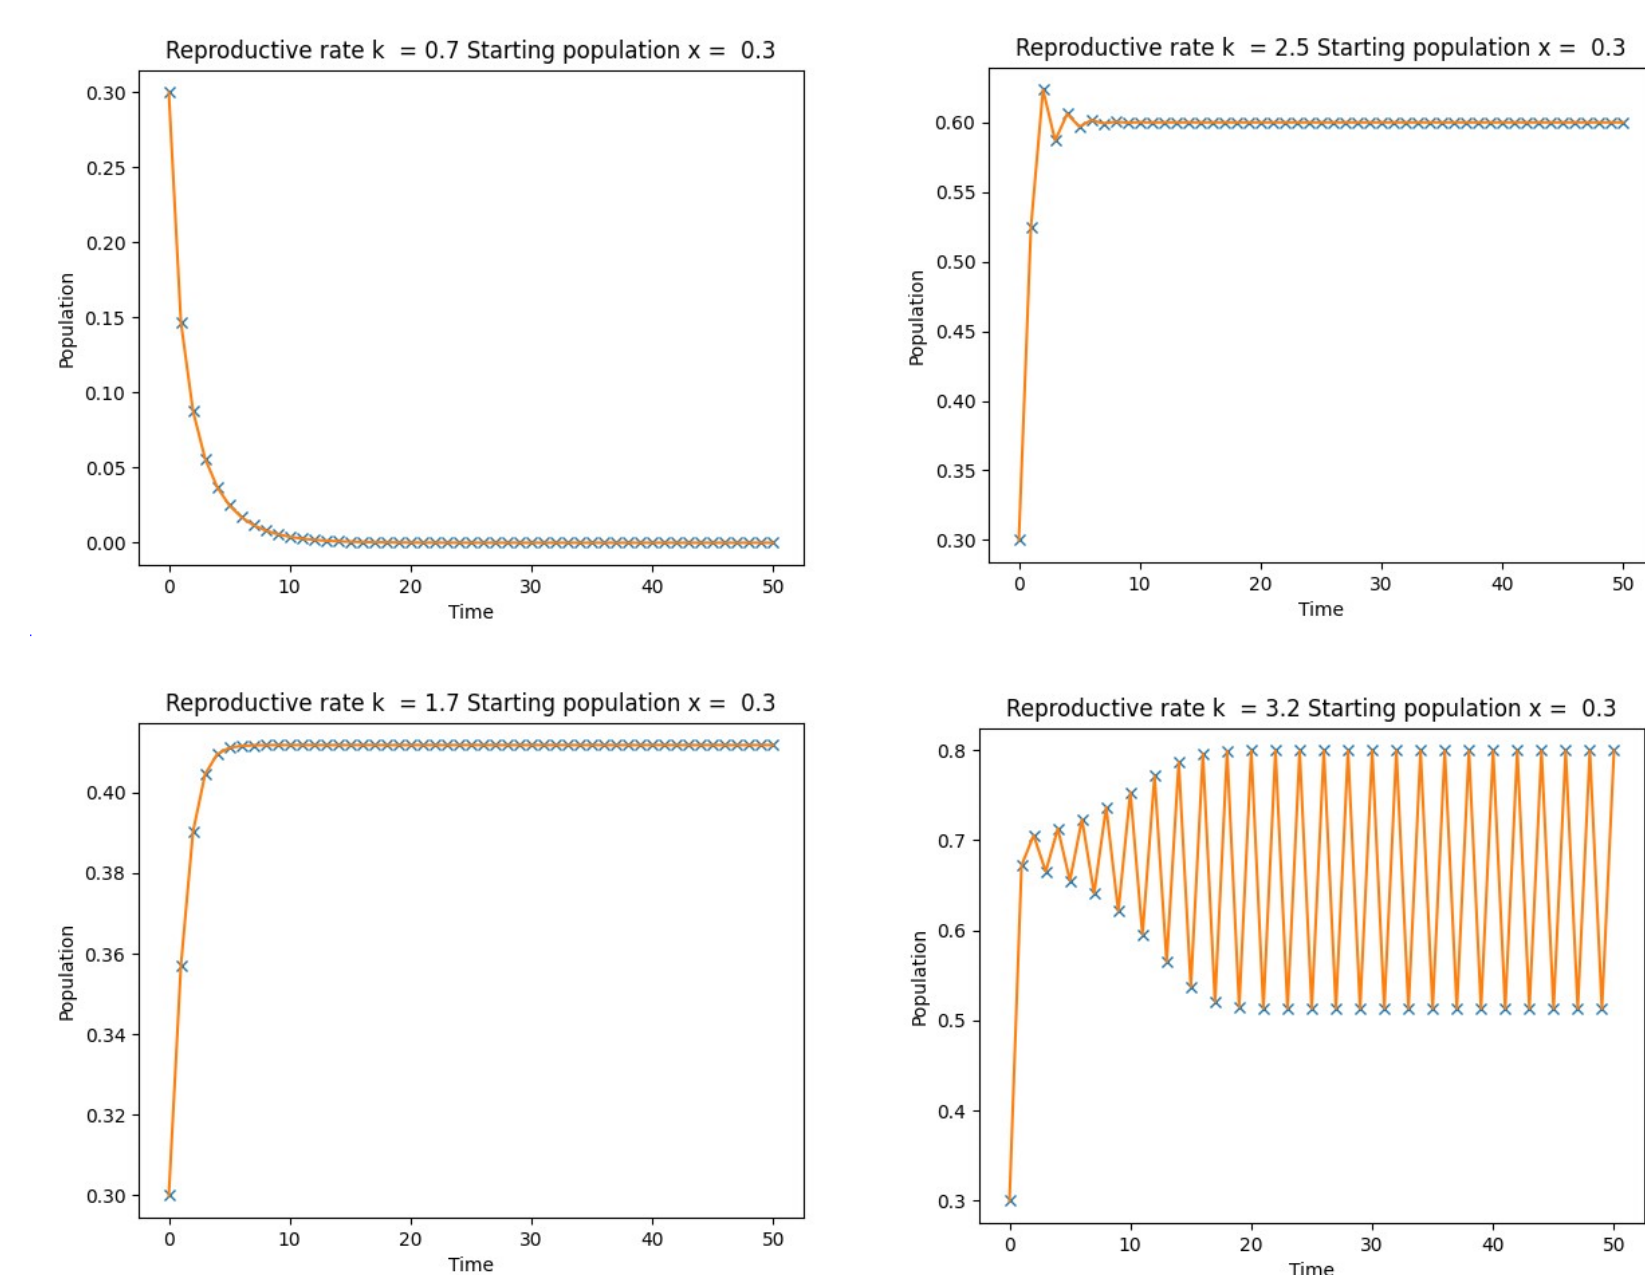 Reproductive rate k  = 0.7 Starting population x =  0.3
0.30
0.25
0.20
0.15
0.10
0.05
0.00
Population
0 10 20 30 40 50
Time
Reproductive rate k  = 2.5 Starting population x =  0.3
0.60
0.55
0.50
0.45
0.40
0.35
0.30
Population
0 10 20 30 40 50
Time
Reproductive rate k  = 1.7 Starting population x =  0.3
0.40
0.38
0.36
0.34
0.32
0.30
Population
0 10 20 30 40 50
Time
Reproductive rate k  = 3.2 Starting population x =  0.3
0.8
0.7
0.6
0.5
0.4
0.3
Population
0 10 20 30 40 50
Time